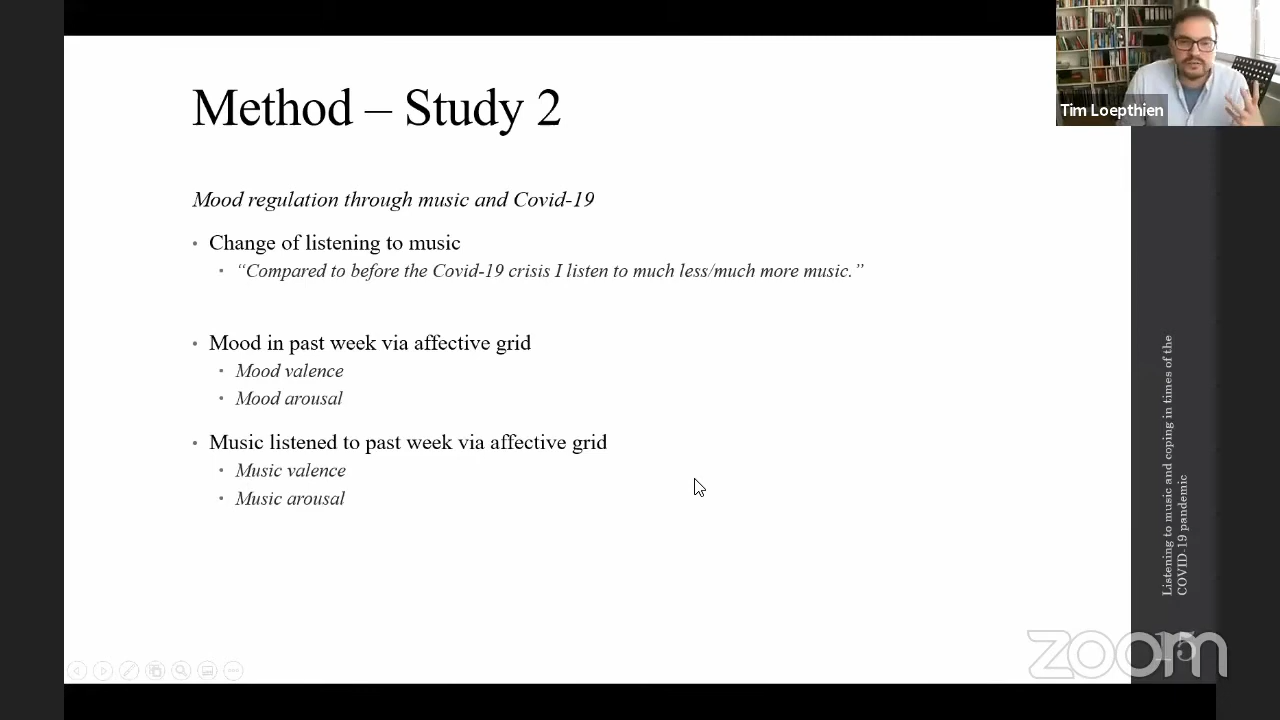 Method – Study 2
Mood regulation through music and Covid-19
• Change of listening to music
▪ “Compared to before the Covid-19 crisis I listen to much less/much more music.”
• Mood in past week via affective grid
▪ Mood valence
▪ Mood arousal
• Music listened to past week via affective grid
▪ Music valence
▪ Music arousal
Tim Loepthien
Listening to music and coping in times of the
COVID-19 pandemic
15
zoom